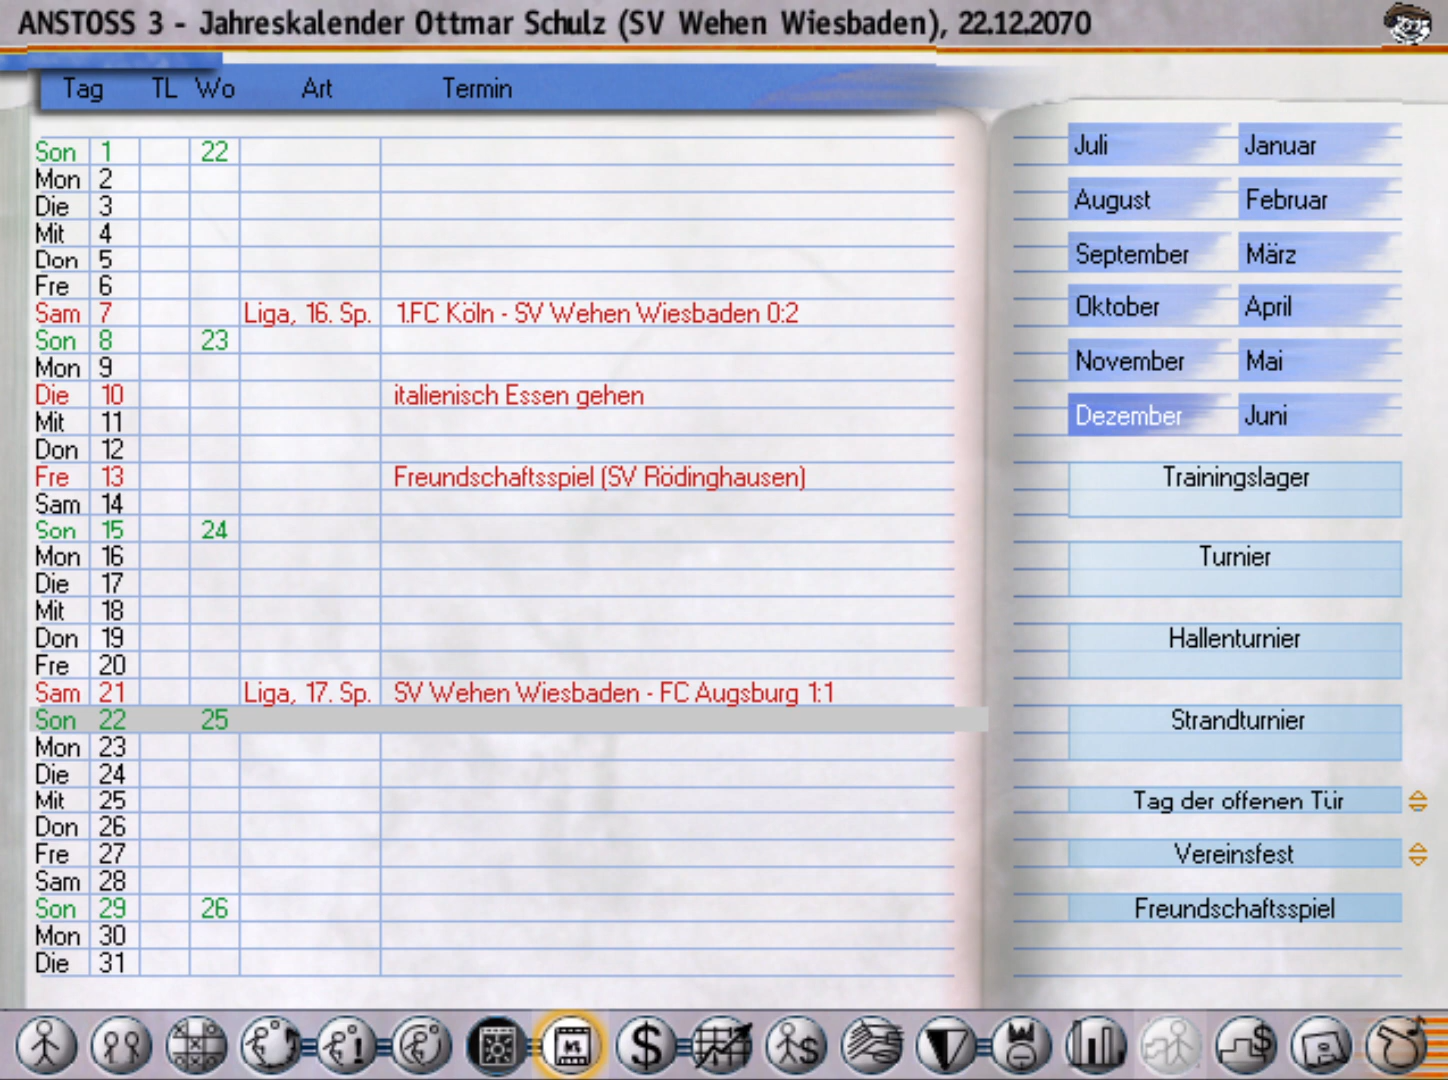 ANSTOSS 3 - Jahreskalender Ottmar Schulz (SV Wehen Wiesbaden), 22.12.2070
Tag TL Wo Art Termin
Son 1 22
Mon 2
Die 3
Mit 4
Don 5
Fre 6
Sam 7 Liga, 16. Sp. 1.FC Köln - SV Wehen Wiesbaden 0:2
Son 8 23
Mon 9
Die 10 italienisch Essen gehen
Mit 11
Don 12
Fre 13 Freundschaftsspiel (SV Rödinghausen)
Sam 14
Son 15 24
Mon 16
Die 17
Mit 18
Don 19
Fre 20
Sam 21 Liga, 17. Sp. SV Wehen Wiesbaden - FC Augsburg 1:1
Son 22 25
Mon 23
Die 24
Mit 25
Don 26
Fre 27
Sam 28
Son 29 26
Mon 30
Die 31
Juli Januar
August Februar
September März
Oktober April
November Mai
Dezember Juni
Trainingslager
Turnier
Hallenturnier
Strandturnier
Tag der offenen Tür
Vereinsfest
Freundschaftsspiel